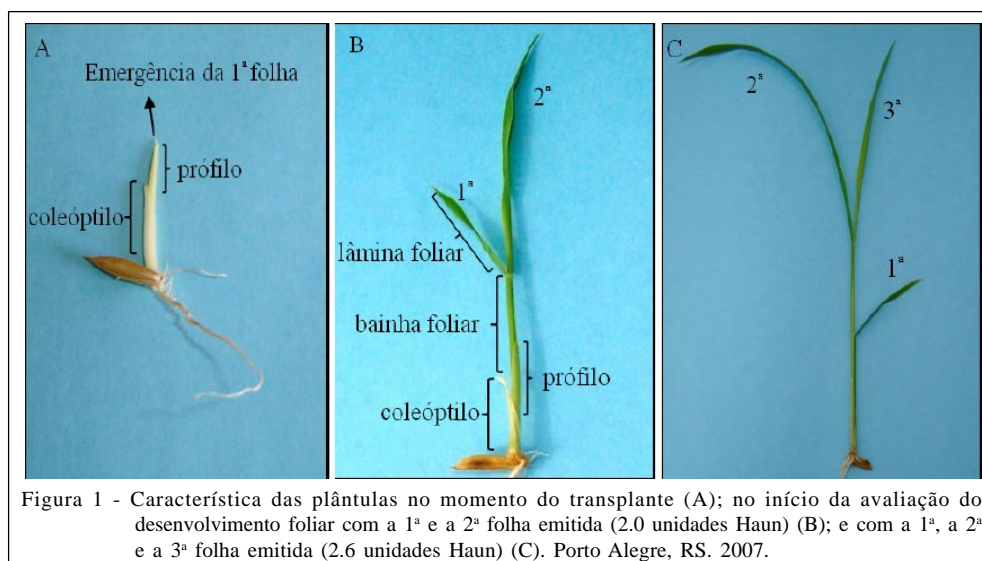 A
Emergência da 1ª folha
prófilo
coleóptilo
B
2ª
1ª
lâmina foliar
bainha foliar
prófilo
coleóptilo
C
2ª
3ª
1ª
Figura 1 - Característica das plântulas no momento do transplante (A); no início da avaliação do
desenvolvimento foliar com a 1ª e a 2ª folha emitida (2.0 unidades Haun) (B); e com a 1ª, a 2ª
e a 3ª folha emitida (2.6 unidades Haun) (C). Porto Alegre, RS. 2007.